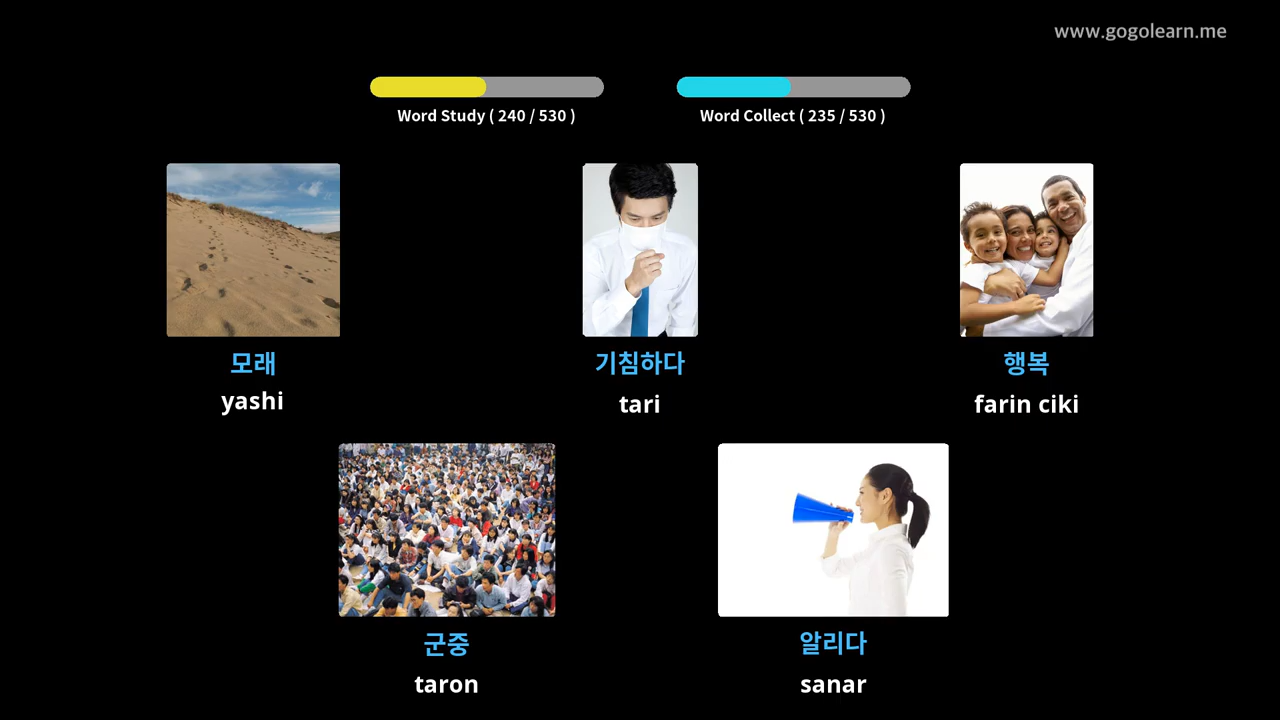 www.gogolearn.me
Word Study ( 240 / 530 )
Word Collect ( 235 / 530 )
모래
yashi
기침하다
tari
행복
farin ciki
군중
taron
알리다
sanar